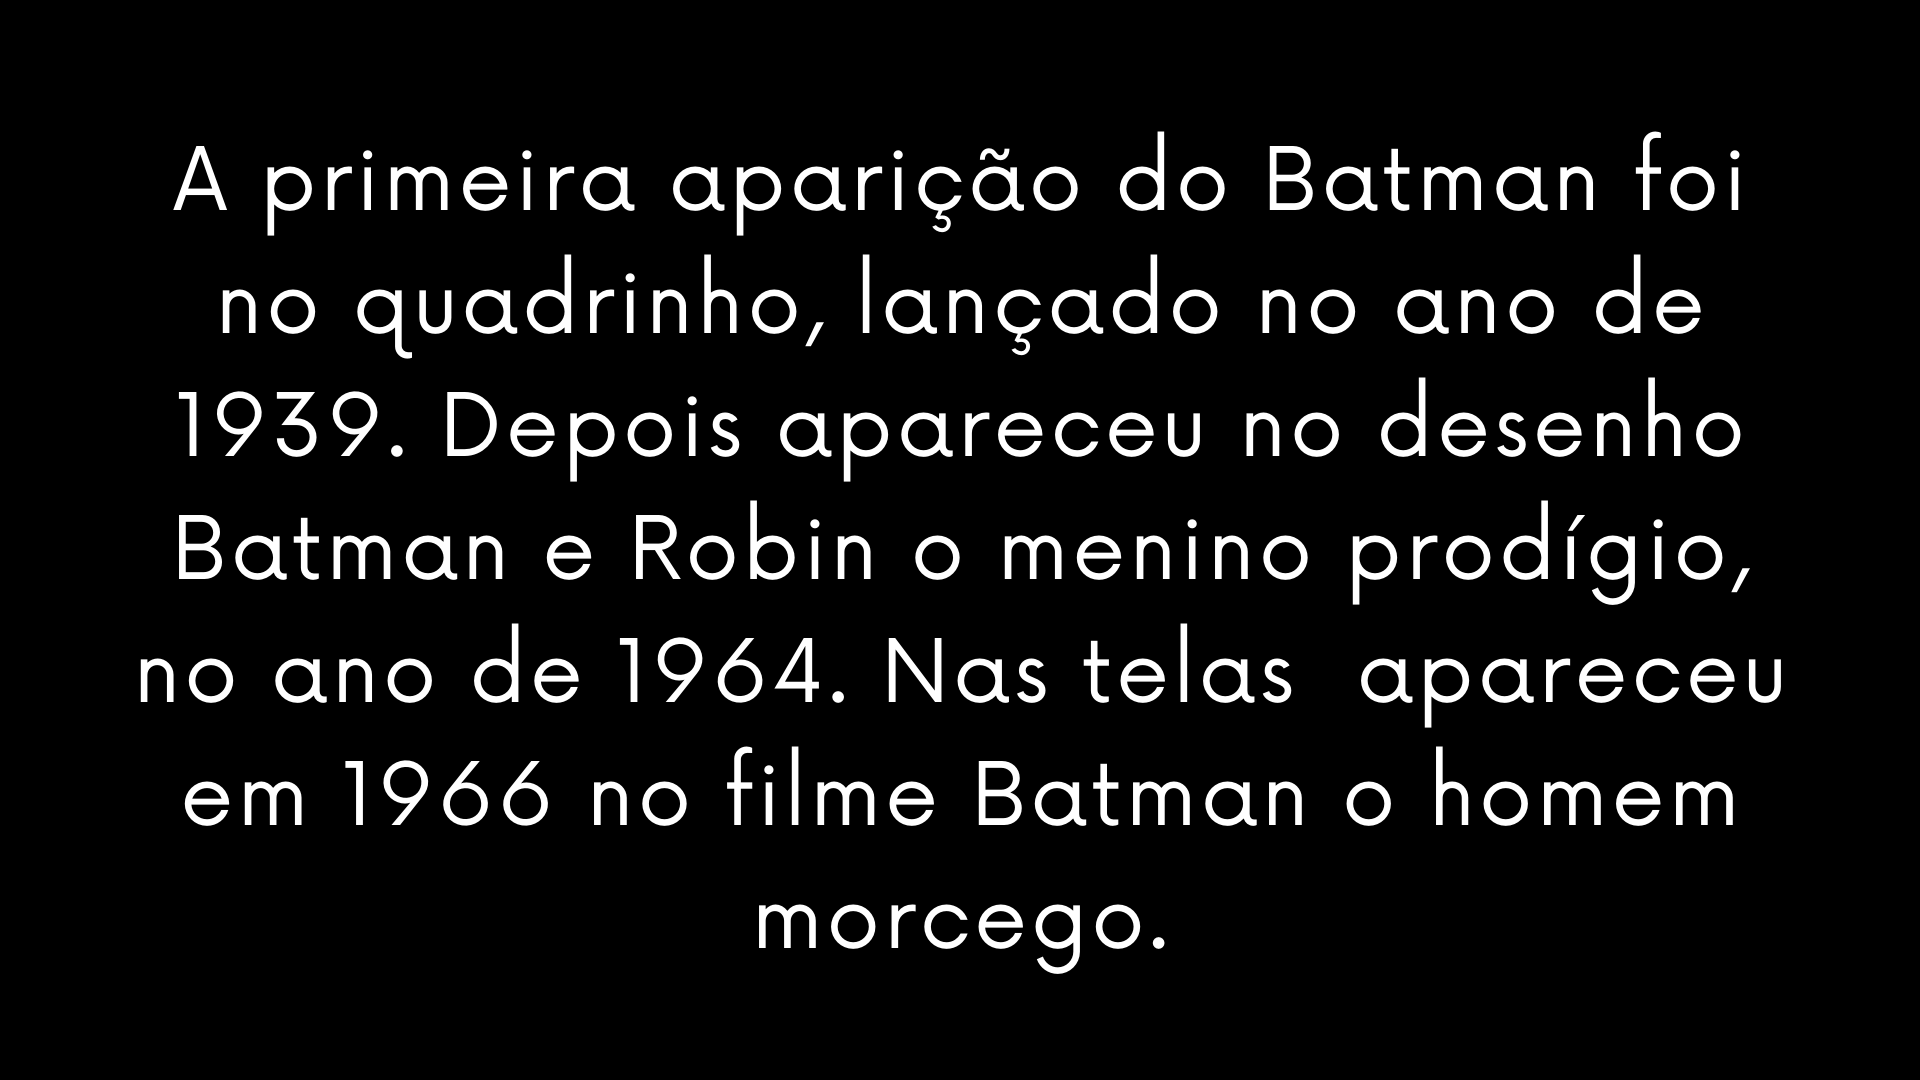 A primeira aparição do Batman foi
no quadrinho, lançado no ano de
1939. Depois apareceu no desenho
Batman e Robin o menino prodígio,
no ano de 1964. Nas telas  apareceu
em 1966 no filme Batman o homem
morcego.